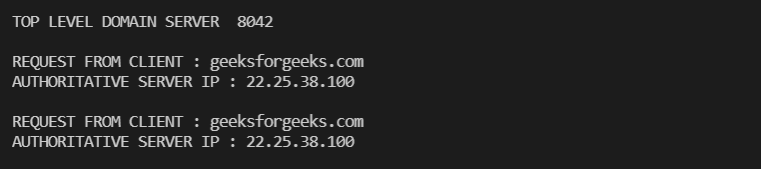 TOP LEVEL DOMAIN SERVER  8042
REQUEST FROM CLIENT : geeksforgeeks.com
AUTHORITATIVE SERVER IP : 22.25.38.100
REQUEST FROM CLIENT : geeksforgeeks.com
AUTHORITATIVE SERVER IP : 22.25.38.100